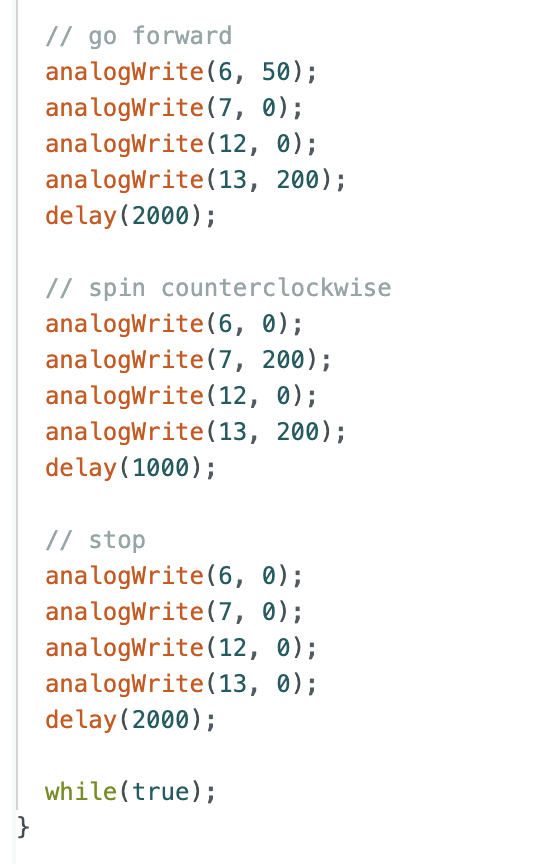 // go forward
analogWrite(6, 50);
analogWrite(7, 0);
analogWrite(12, 0);
analogWrite(13, 200);
delay(2000);
// spin counterclockwise
analogWrite(6, 0);
analogWrite(7, 200);
analogWrite(12, 0);
analogWrite(13, 200);
delay(1000);
// stop
analogWrite(6, 0);
analogWrite(7, 0);
analogWrite(12, 0);
analogWrite(13, 0);
delay(2000);
while(true);
}